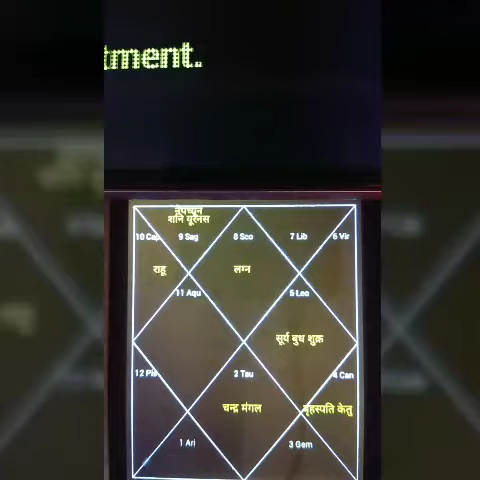 tment.
नेपच्यून
शनि यूरेनस
10 Cap 9 Sag 8 Sco 7 Lib 6 Vir
राहू लग्न
11 Aqu 5 Leo
सूर्य बुध शुक्र
12 Pis 2 Tau 4 Can
चन्द्र मंगल बृहस्पति केतु
1 Ari 3 Gem